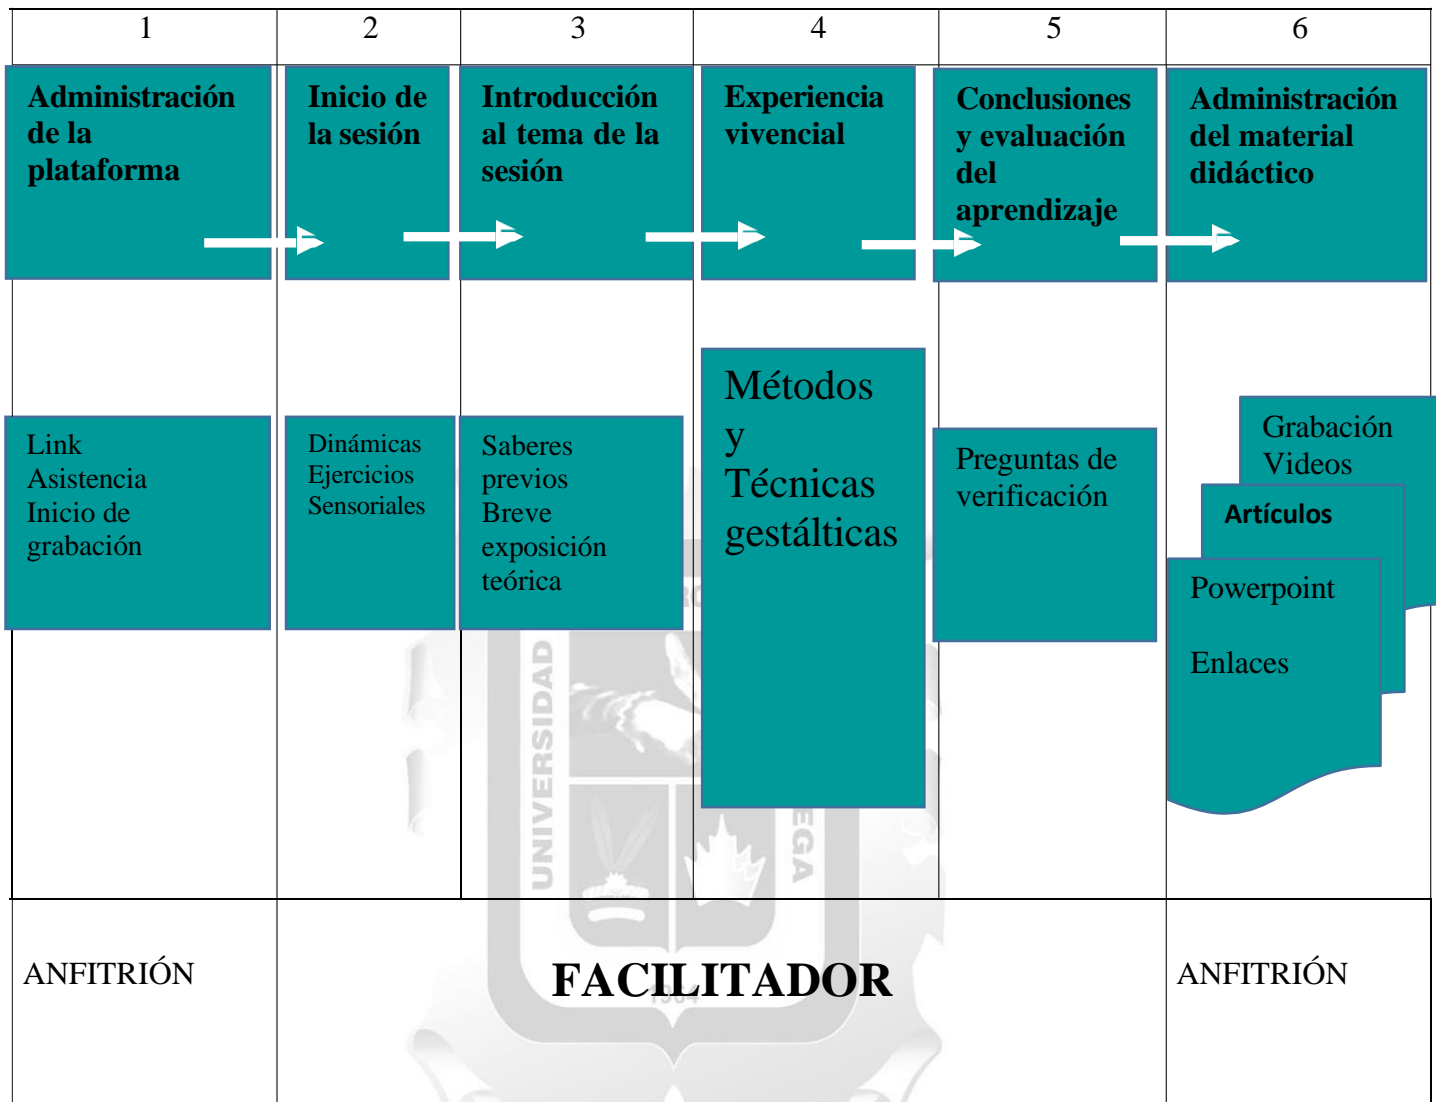 1
2
3
4
5
6
Administración
de la
plataforma
Inicio de
la sesión
Introducción
al tema de la
sesión
Experiencia
vivencial
Conclusiones
y evaluación
del
aprendizaje
Administración
del material
didáctico
Link
Asistencia
Inicio de
grabación
Dinámicas
Ejercicios
Sensoriales
Saberes
previos
Breve
exposición
teórica
Métodos
y
Técnicas
gestálticas
Preguntas de
verificación
Grabación
Videos
Artículos
Powerpoint
Enlaces
UNIVERSIDAD
EGA
1964
ANFITRIÓN
FACILITADOR
ANFITRIÓN